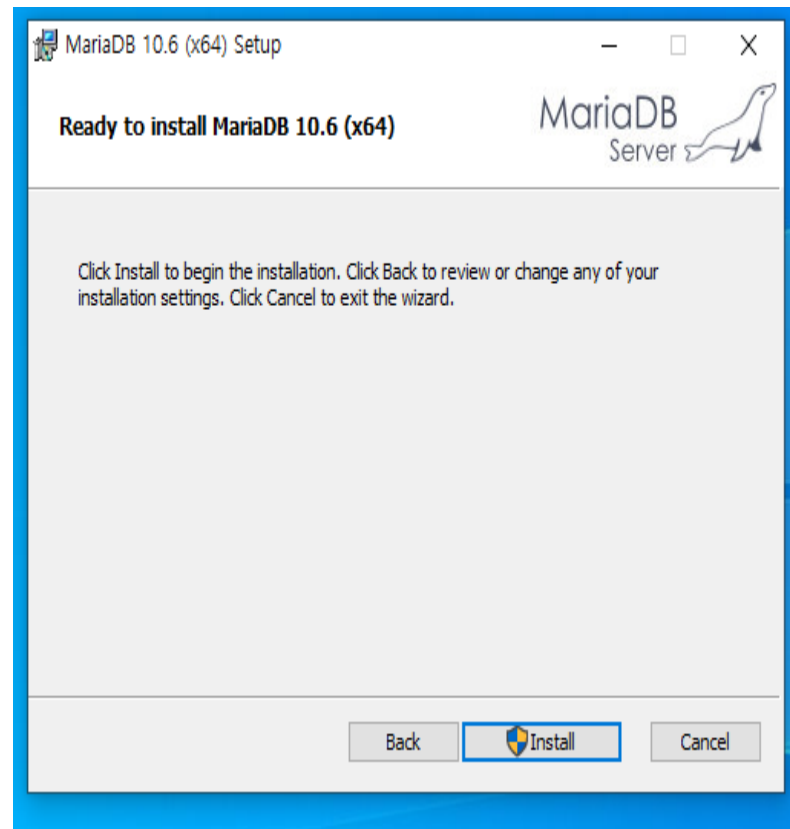 MariaDB 10.6 (x64) Setup
Ready to install MariaDB 10.6 (x64)
MariaDB
Server
Click Install to begin the installation. Click Back to review or change any of your
installation settings. Click Cancel to exit the wizard.
Back
Install
Cancel